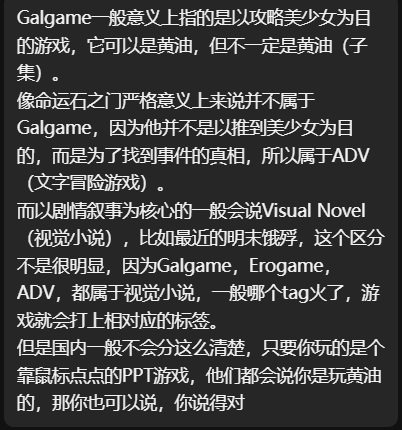 Galgame一般意义上指的是以攻略美少女为目
的游戏，它可以是黄油，但不一定是黄油（子
集）。
像命运石之门严格意义上来说并不属于
Galgame，因为他并不是以推到美少女为目
的，而是为了找到事件的真相，所以属于ADV
（文字冒险游戏）。
而以剧情叙事为核心的一般会说Visual Novel
（视觉小说），比如最近的明末饿殍，这个区分
不是很明显，因为Galgame，Erogame，
ADV，都属于视觉小说，一般哪个tag火了，游
戏就会打上相对应的标签。
但是国内一般不会分这么清楚，只要你玩的是个
靠鼠标点点的PPT游戏，他们都会说你是玩黄油
的，那你也可以说，你说得对